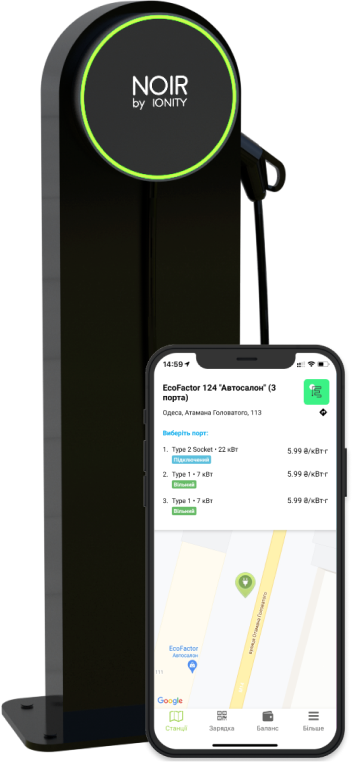 NOIR
by IONITY
14:59
EcoFactor 124 "Автосалон" (3
порта)
Одеса, Атамана Головатого, 113
Виберіть порт:
1. Type 2 Socket • 22 кВт 5.99 ₴/кВт·г
Підключений
2. Type 1 • 7 кВт 5.99 ₴/кВт·г
Вільний
3. Type 1 • 7 кВт 5.99 ₴/кВт·г
Вільний
вулиця Отамана Головатого
EcoFactor
Автосалон
111
Google
Станції Зарядка Баланс Більше